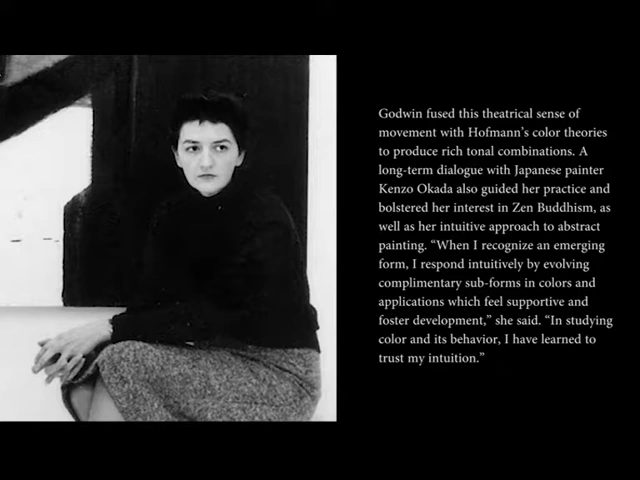 Godwin fused this theatrical sense of
movement with Hofmann’s color theories
to produce rich tonal combinations. A
long-term dialogue with Japanese painter
Kenzo Okada also guided her practice and
bolstered her interest in Zen Buddhism, as
well as her intuitive approach to abstract
painting. “When I recognize an emerging
form, I respond intuitively by evolving
complimentary sub-forms in colors and
applications which feel supportive and
foster development,” she said. “In studying
color and its behavior, I have learned to
trust my intuition.”